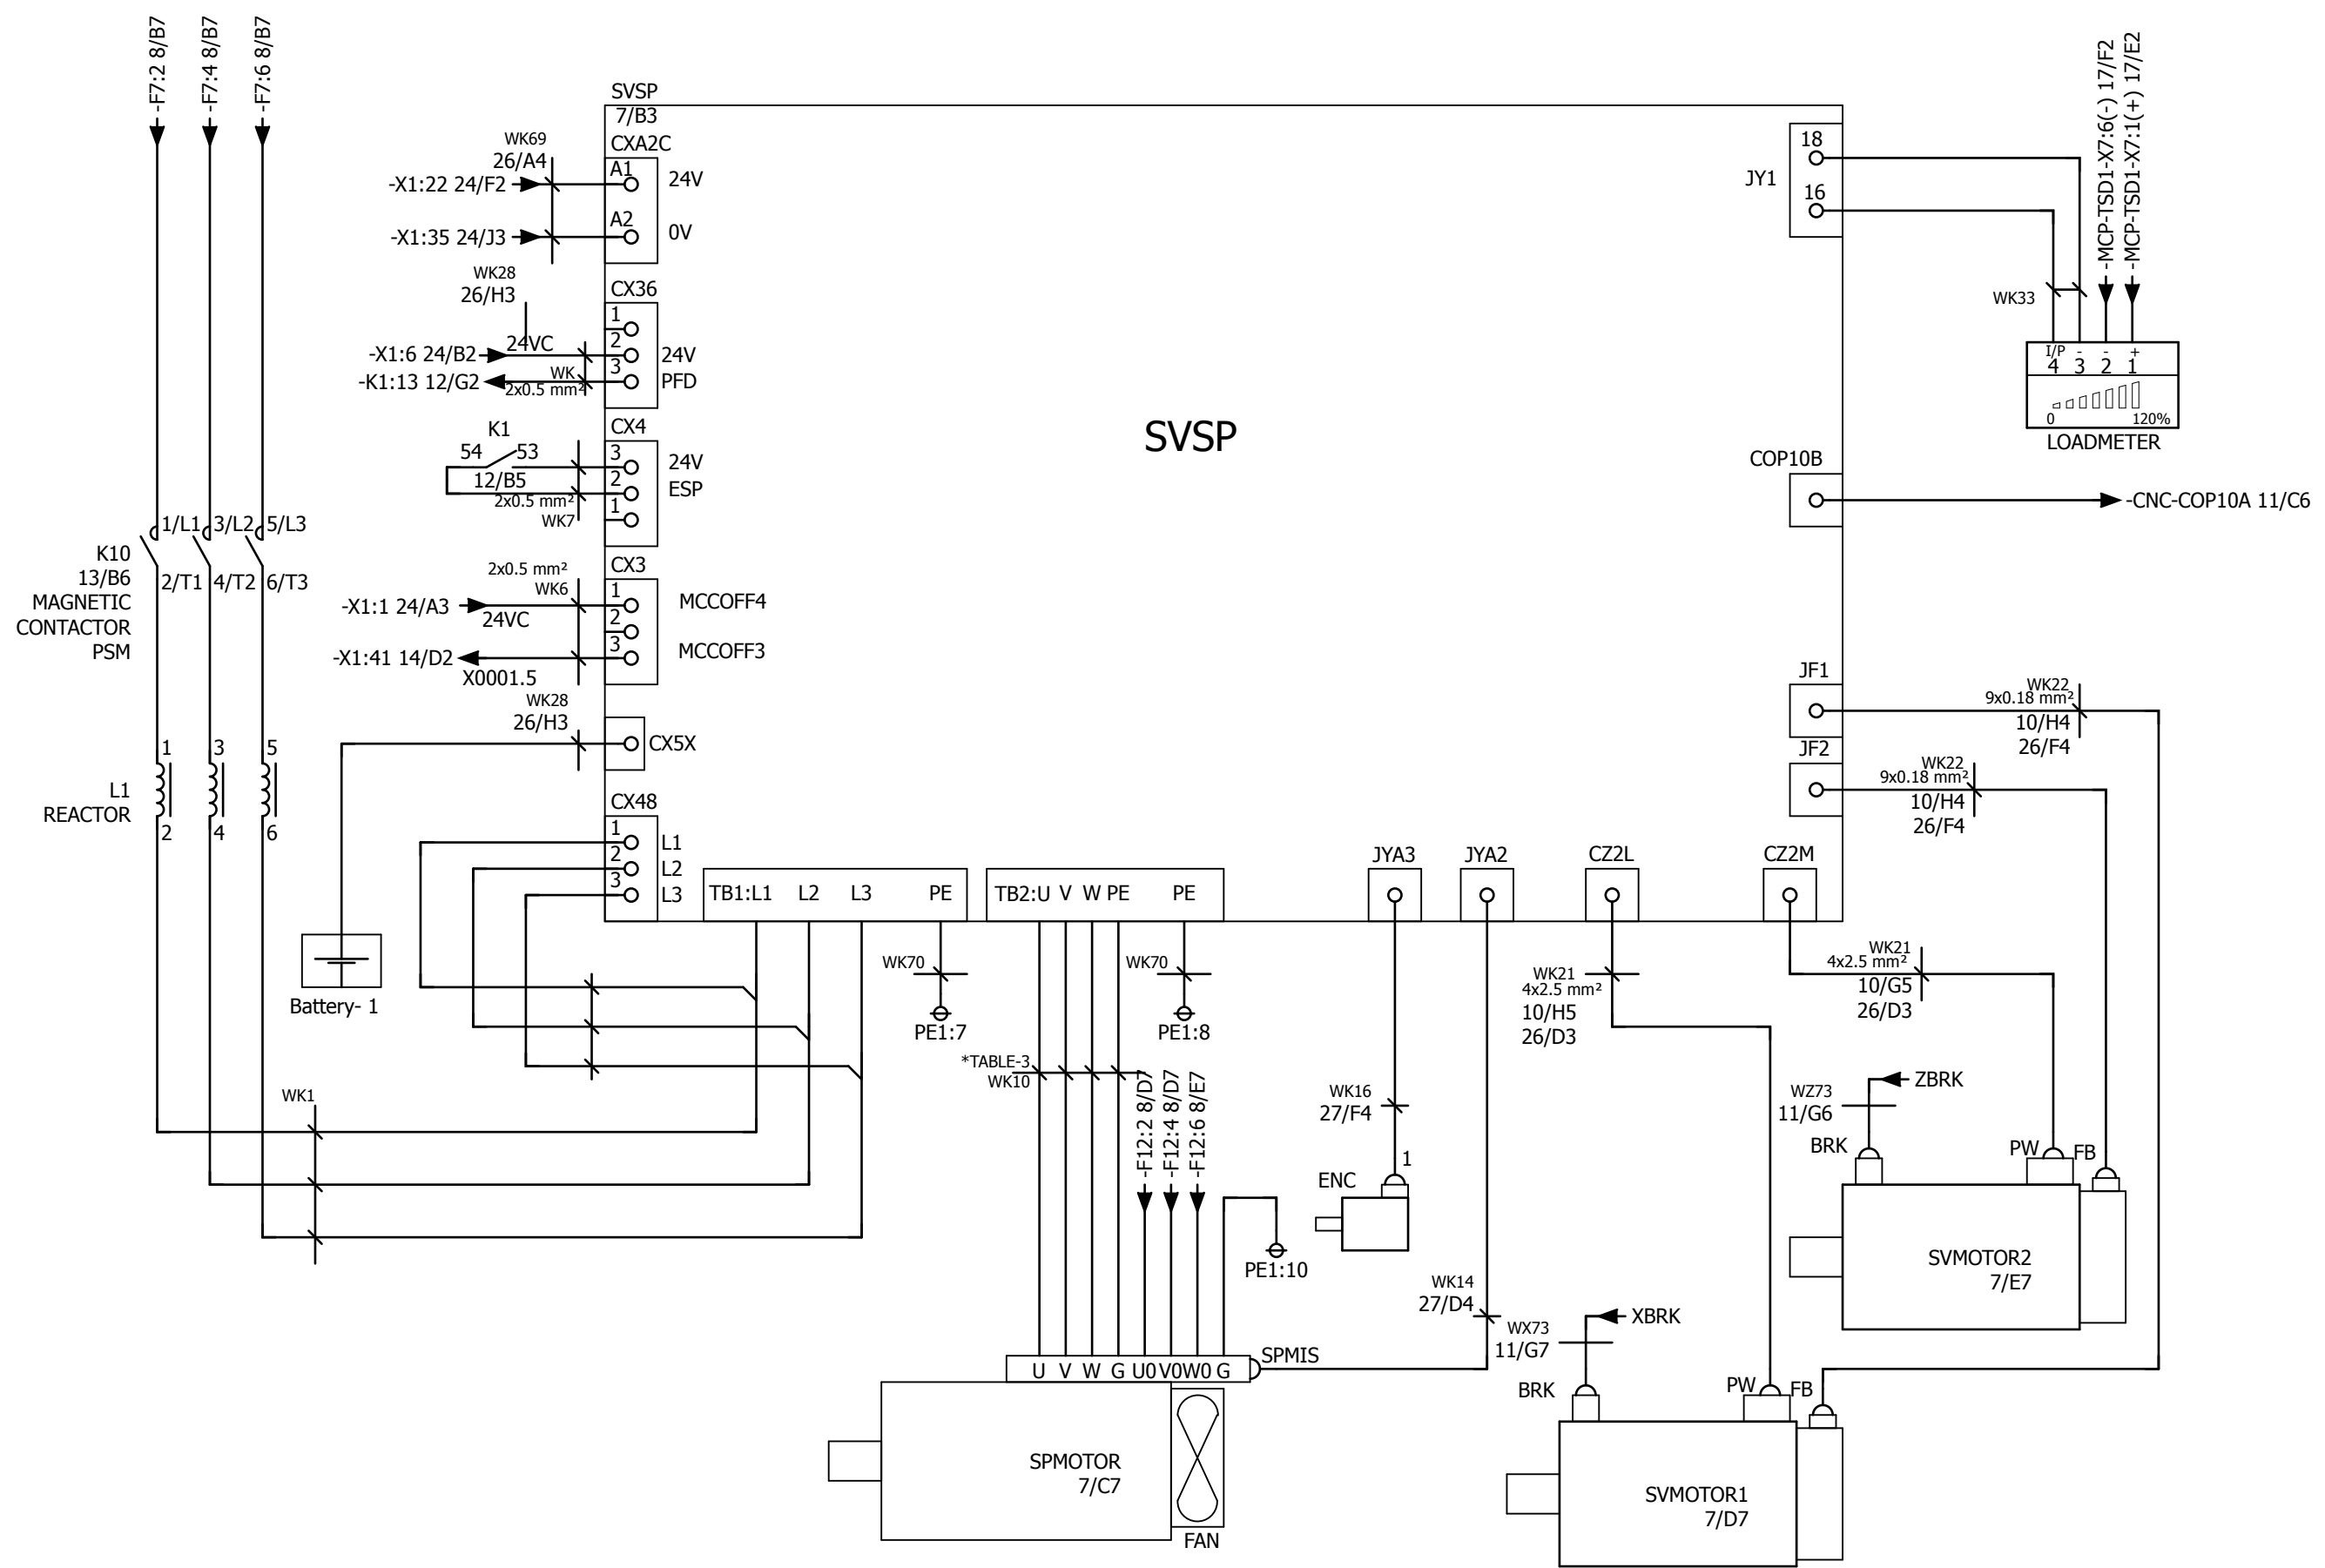 -F7:2 8/B7
-F7:4 8/B7
-F7:6 8/B7
1/L1
3/L2
5/L3
K10
13/B6
MAGNETIC
CONTACTOR
PSM
2/T1
4/T2
6/T3
1
3
5
L1
REACTOR
2
4
6
WK1
SVSP
7/B3
CXA2C
WK69
26/A4
-X1:22 24/F2
A1
24V
-X1:35 24/J3
A2
0V
WK28
26/H3
CX36
1
24VC
2
-X1:6 24/B2
24V
-K1:13 12/G2
WK
2x0.5 mm²
3
PFD
CX4
K1
54
53
3
24V
12/B5
2
ESP
2x0.5 mm²
WK7
1
CX3
2x0.5 mm²
WK6
1
-X1:1 24/A3
24VC
MCCOFF4
2
3
-X1:41 14/D2
X0001.5
MCCOFF3
WK28
26/H3
CX5X
CX48
1
L1
2
L2
3
L3
Battery- 1
SVSP
TB1:L1 L2 L3 PE
WK70
PE1:7
TB2:U V W PE PE
WK70
PE1:8
*TABLE-3
WK10
-F12:2 8/D7
-F12:4 8/D7
-F12:6 8/E7
PE1:10
U V W G U0 V0 W0 G
SPMIS
SPMOTOR
7/C7
FAN
JYA3
WK16
27/F4
1
ENC
JYA2
WK14
27/D4
CZ2L
WK21
4x2.5 mm²
10/H5
26/D3
CZ2M
WK21
4x2.5 mm²
10/G5
26/D3
JY1
18
16
WK33
-MCP-TSD1-X7:6(-) 17/F2
-MCP-TSD1-X7:1(+) 17/E2
I/P - - +
4 3 2 1
0 120%
LOADMETER
COP10B
-CNC-COP10A 11/C6
JF1
WK22
9x0.18 mm²
10/H4
26/F4
JF2
WK22
9x0.18 mm²
10/H4
26/F4
ZBRK
WZ73
11/G6
BRK
PW
FB
SVMOTOR2
7/E7
XBRK
WX73
11/G7
BRK
PW
FB
SVMOTOR1
7/D7